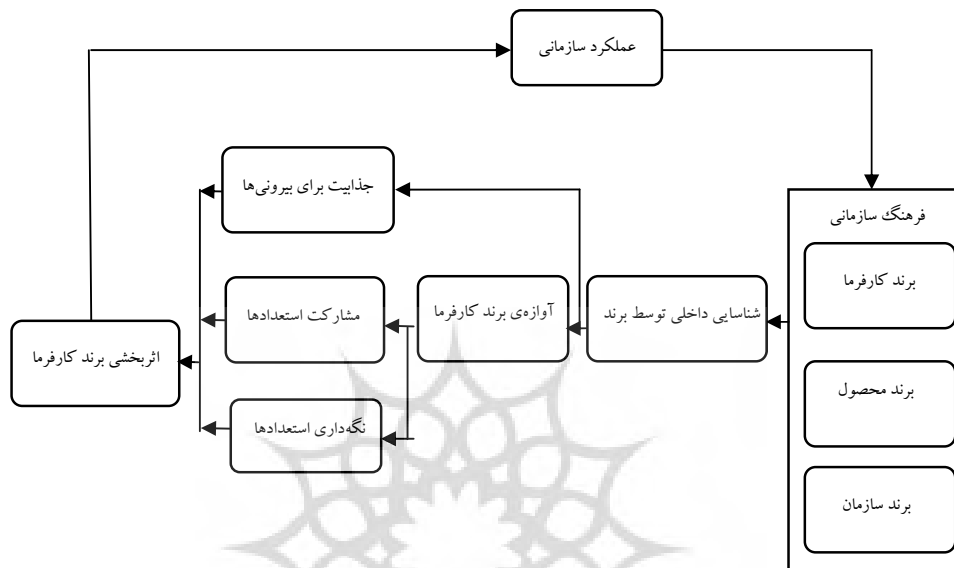 عملکرد سازمانی
جذابیت برای بیرونی‌ها
فرهنگ سازمانی
برند کارفرما
شناسایی داخلی توسط برند
آوازه‌ی برند کارفرما
مشارکت استعدادها
اثربخشی برند کارفرما
برند محصول
نگه‌داری استعدادها
برند سازمان